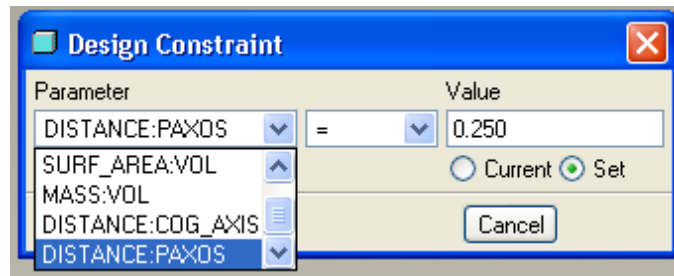 Design Constraint
Parameter Value
DISTANCE:PAXOS = 0.250
SURF_AREA:VOL Current Set
MASS:VOL
DISTANCE:COG_AXIS Cancel
DISTANCE:PAXOS